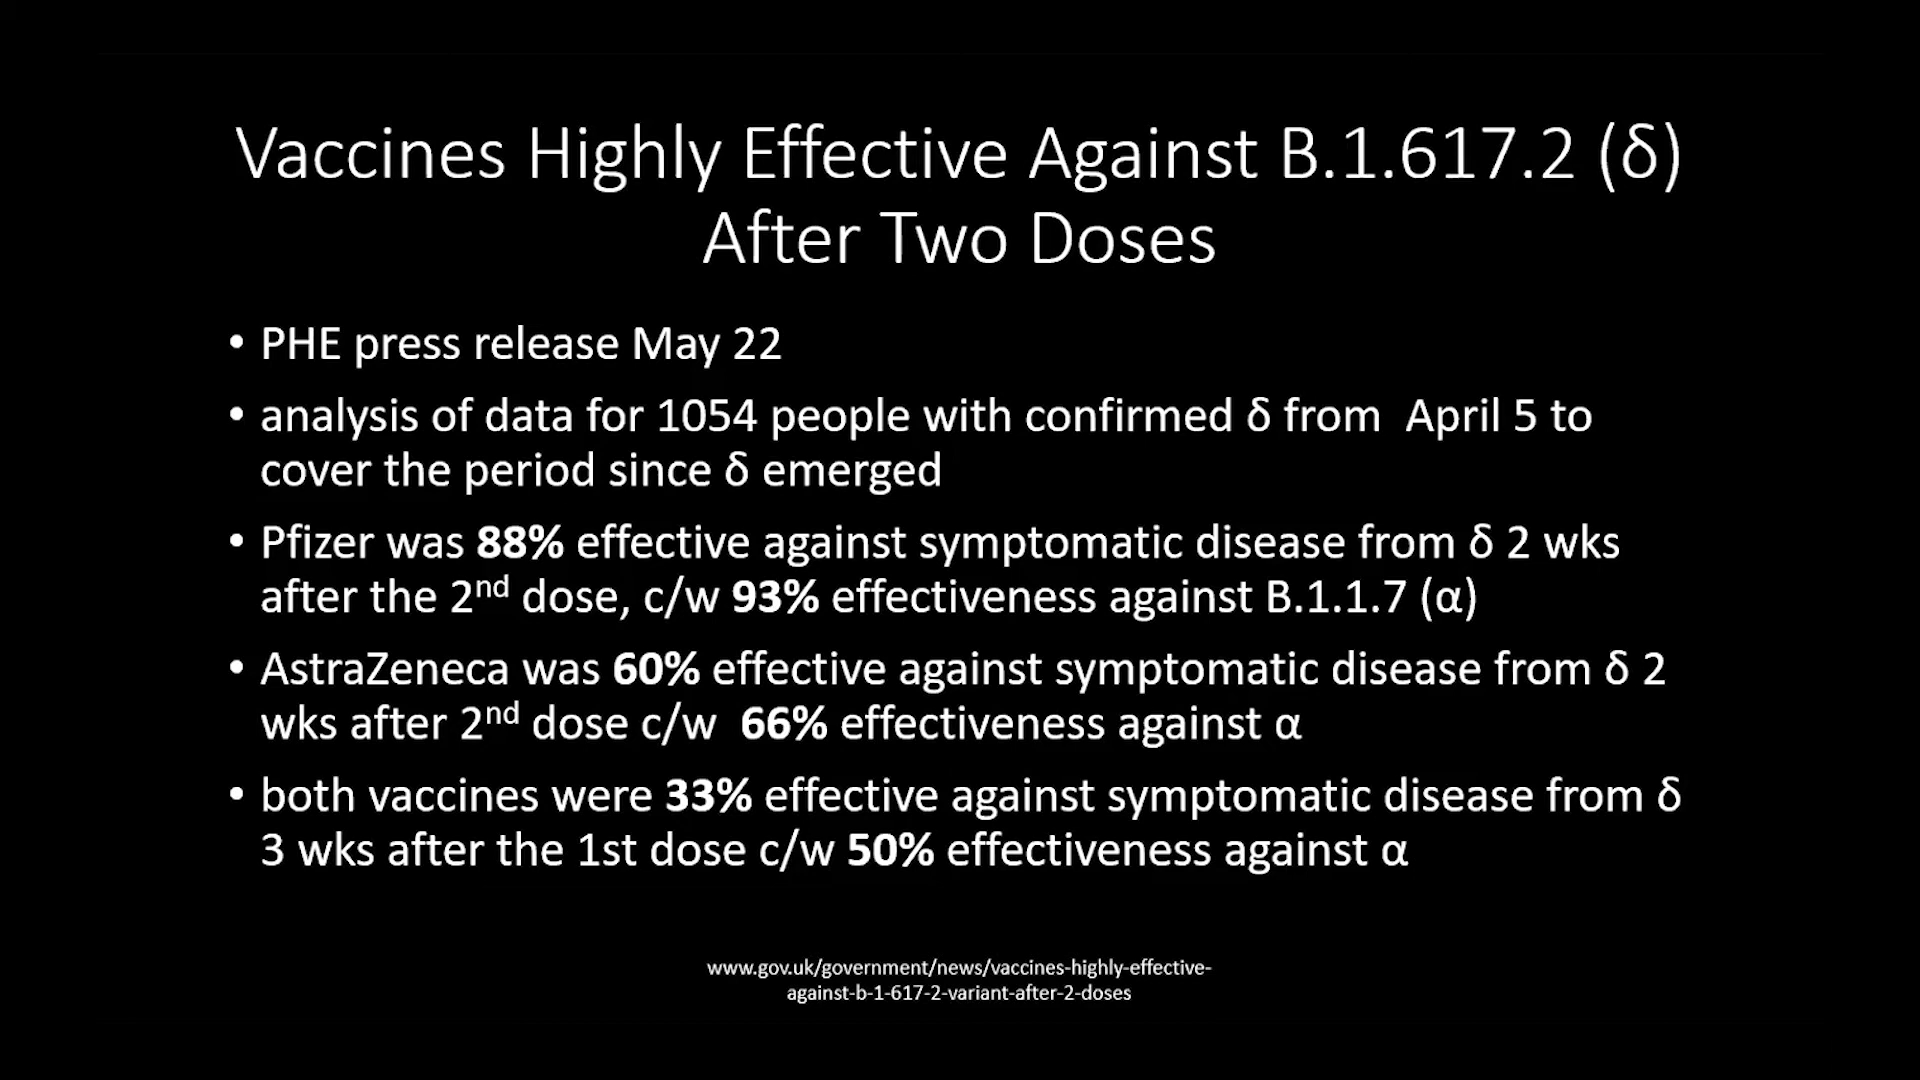 Vaccines Highly Effective Against B.1.617.2 (δ)
After Two Doses
• PHE press release May 22
• analysis of data for 1054 people with confirmed δ from  April 5 to
cover the period since δ emerged
• Pfizer was 88% effective against symptomatic disease from δ 2 wks
after the 2nd dose, c/w 93% effectiveness against B.1.1.7 (α)
• AstraZeneca was 60% effective against symptomatic disease from δ 2
wks after 2nd dose c/w  66% effectiveness against α
• both vaccines were 33% effective against symptomatic disease from δ
3 wks after the 1st dose c/w 50% effectiveness against α
www.gov.uk/government/news/vaccines-highly-effective-
against-b-1-617-2-variant-after-2-doses